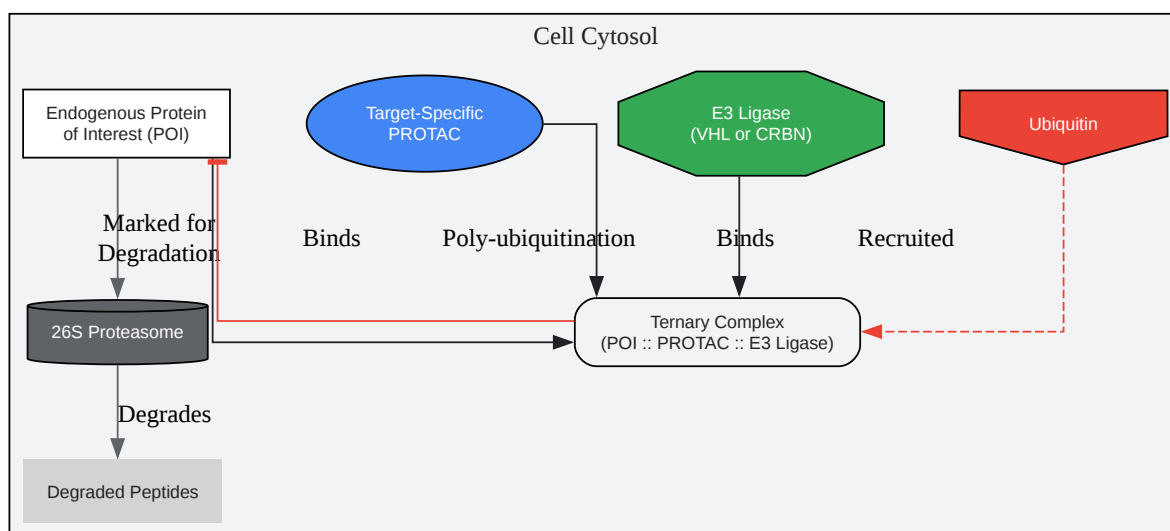 Cell Cytosol
Endogenous Protein
of Interest (POI)
Target-Specific
PROTAC
E3 Ligase
(VHL or CRBN)
Ubiquitin
Marked for
Degradation
Binds
Poly-ubiquitination
Binds
Recruited
26S Proteasome
Ternary Complex
(POI :: PROTAC :: E3 Ligase)
Degrades
Degraded Peptides